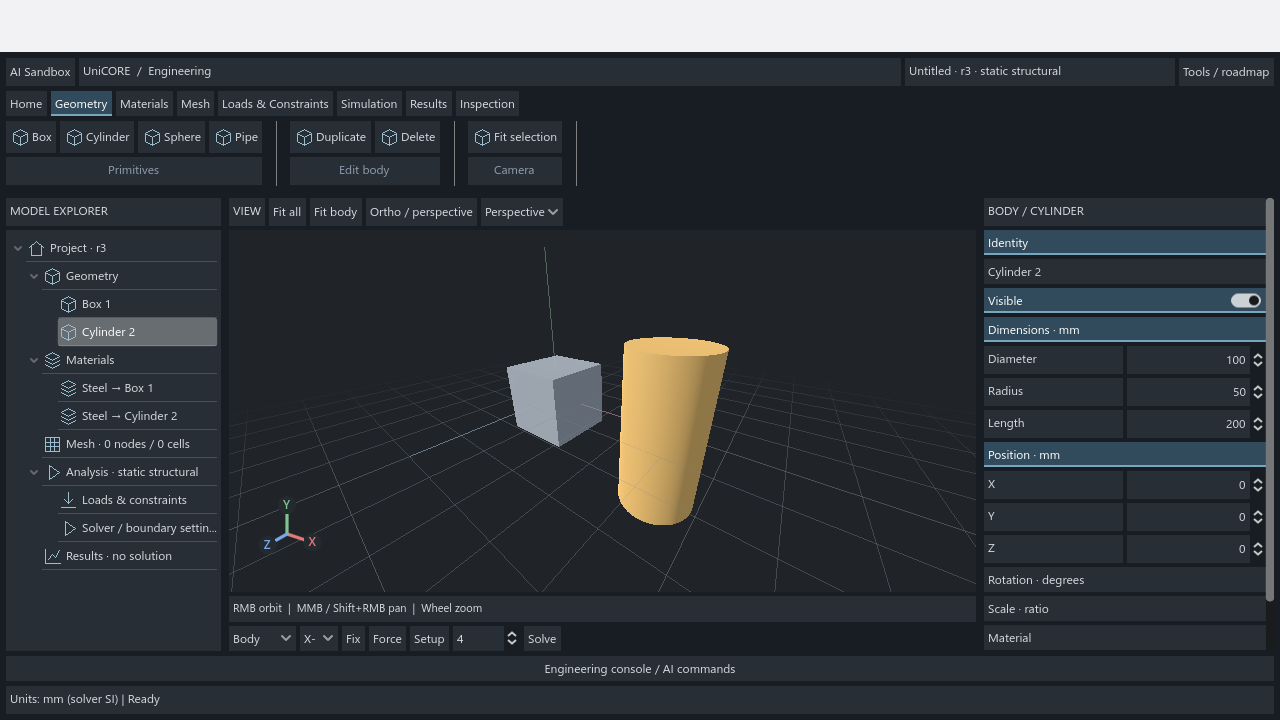 AI Sandbox
UniCORE / Engineering
Untitled · r3 · static structural
Tools / roadmap
Home
Geometry
Materials
Mesh
Loads & Constraints
Simulation
Results
Inspection
Box
Cylinder
Sphere
Pipe
Duplicate
Delete
Fit selection
Primitives
Edit body
Camera
MODEL EXPLORER
Project · r3
Geometry
Box 1
Cylinder 2
Materials
Steel → Box 1
Steel → Cylinder 2
Mesh · 0 nodes / 0 cells
Analysis · static structural
Loads & constraints
Solver / boundary settin...
Results · no solution
VIEW
Fit all
Fit body
Ortho / perspective
Perspective
Y
Z
X
RMB orbit | MMB / Shift+RMB pan | Wheel zoom
Body
X-
Fix
Force
Setup
4
Solve
BODY / CYLINDER
Identity
Cylinder 2
Visible
Dimensions · mm
Diameter 100
Radius 50
Length 200
Position · mm
X 0
Y 0
Z 0
Rotation · degrees
Scale · ratio
Material
Engineering console / AI commands
Units: mm (solver SI) | Ready